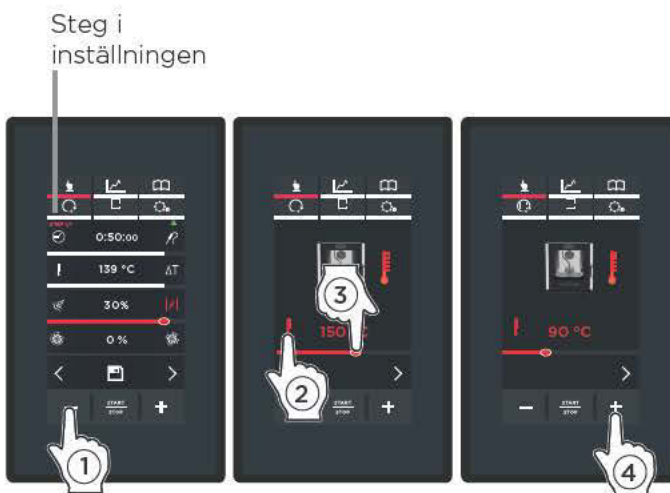 Steg i
inställningen
0:50:00
139 °C
ΔT
30%
0 %
START
STOP
1
3
150 °C
2
START
STOP
90 °C
START
STOP
4